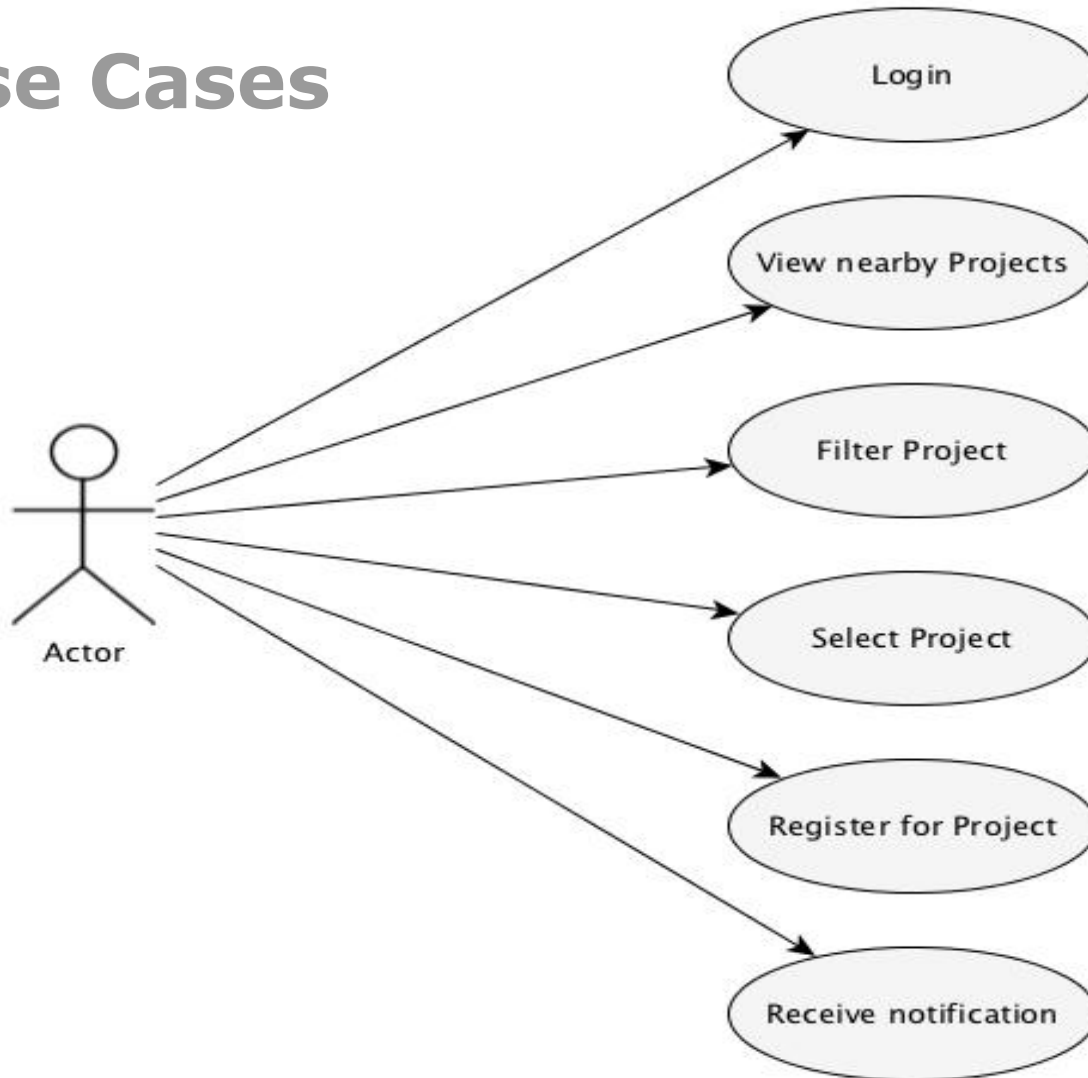 se Cases
Login
View nearby Projects
Filter Project
Select Project
Actor
Register for Project
Receive notification